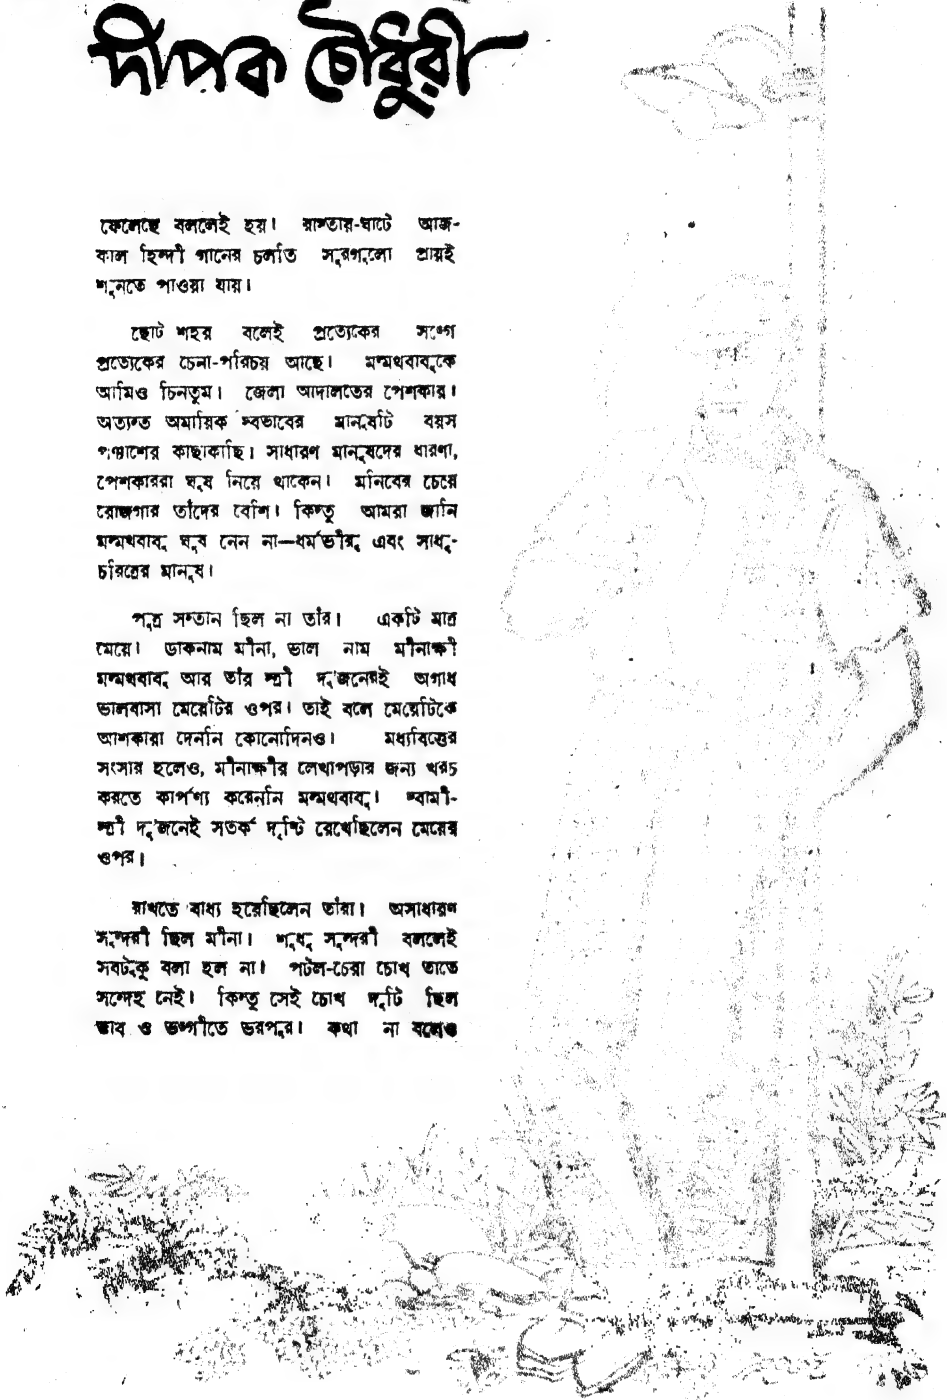 দীপক চৌধুরী
ফেলেছে বললেই হয়। রাস্তায়-ঘাটে আজ-
কাল হিন্দী গানের চলতি সুরগুলো প্রায়ই
শুনতে পাওয়া যায়।
ছোট শহর বলেই প্রত্যেকের সঙ্গে
প্রত্যেকের চেনা-পরিচয় আছে। মন্মথবাবুকে
আমিও চিনতুম। জেলা আদালতের পেশকার।
অত্যন্ত অমায়িক স্বভাবের মানুষটি বয়স
পঞ্চাশের কাছাকাছি। সাধারণ মানুষদের ধারণা,
পেশকাররা ঘুষ নিয়ে থাকেন। মনিবের চেয়ে
রোজগার তাঁদের বেশি। কিন্তু আমরা জানি
মন্মথবাবু ঘুষ নেন না—ধর্মভীরু এবং সাধু-
চরিত্রের মানুষ।
পুত্র সন্তান ছিল না তাঁর। একটি মাত্র
মেয়ে। ডাকনাম মীনা, ভাল নাম মীনাক্ষী
মন্মথবাবু আর তাঁর স্ত্রী দু'জনেরই অগাধ
ভালবাসা মেয়েটির ওপর। তাই বলে মেয়েটিকে
আশকারা দেননি কোনোদিনও। মধ্যবিত্তের
সংসার হলেও, মীনাক্ষীর লেখাপড়ার জন্য খরচ
করতে কার্পণ্য করেননি মন্মথবাবু। স্বামী-
স্ত্রী দু'জনেই সতর্ক দৃষ্টি রেখেছিলেন মেয়ের
ওপর।
রাখতে বাধ্য হয়েছিলেন তাঁরা। অসাধারণ
সুন্দরী ছিল মীনা। শুধু সুন্দরী বললেই
সবটুকু বলা হল না। পটল-চেরা চোখ তাতে
সন্দেহ নেই। কিন্তু সেই চোখ দুটি ছিল
ভাব ও ভঙ্গীতে ভরপুর। কথা না বলেও